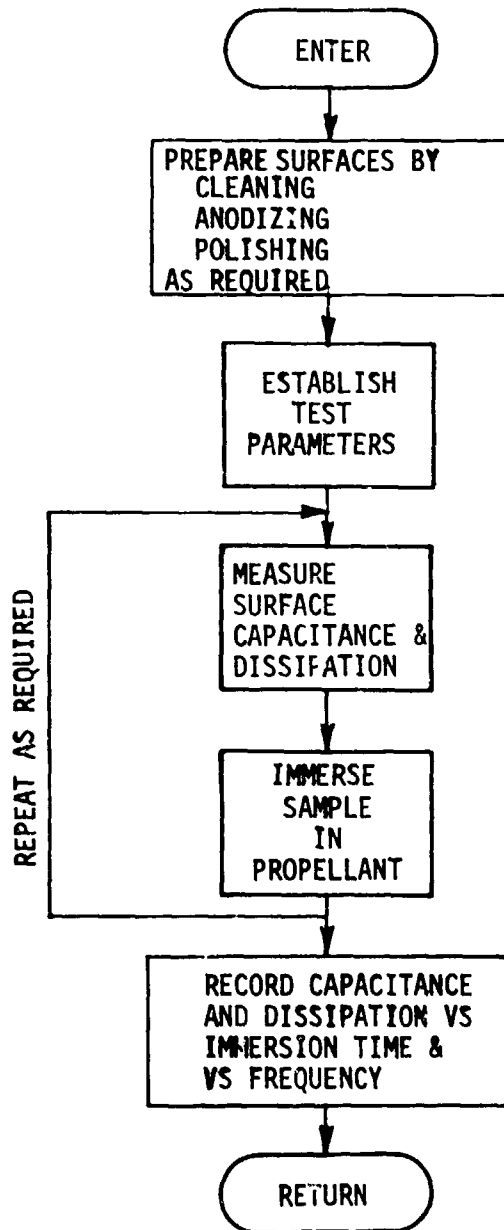 ENTER
PREPARE SURFACES BY
CLEANING
ANODIZING
POLISHING
AS REQUIRED
ESTABLISH
TEST
PARAMETERS
REPEAT AS REQUIRED
MEASURE
SURFACE
CAPACITANCE &
DISSIPATION
IMMERSE
SAMPLE
IN
PROPELLANT
RECORD CAPACITANCE
AND DISSIPATION VS
IMMERSION TIME &
VS FREQUENCY
RETURN